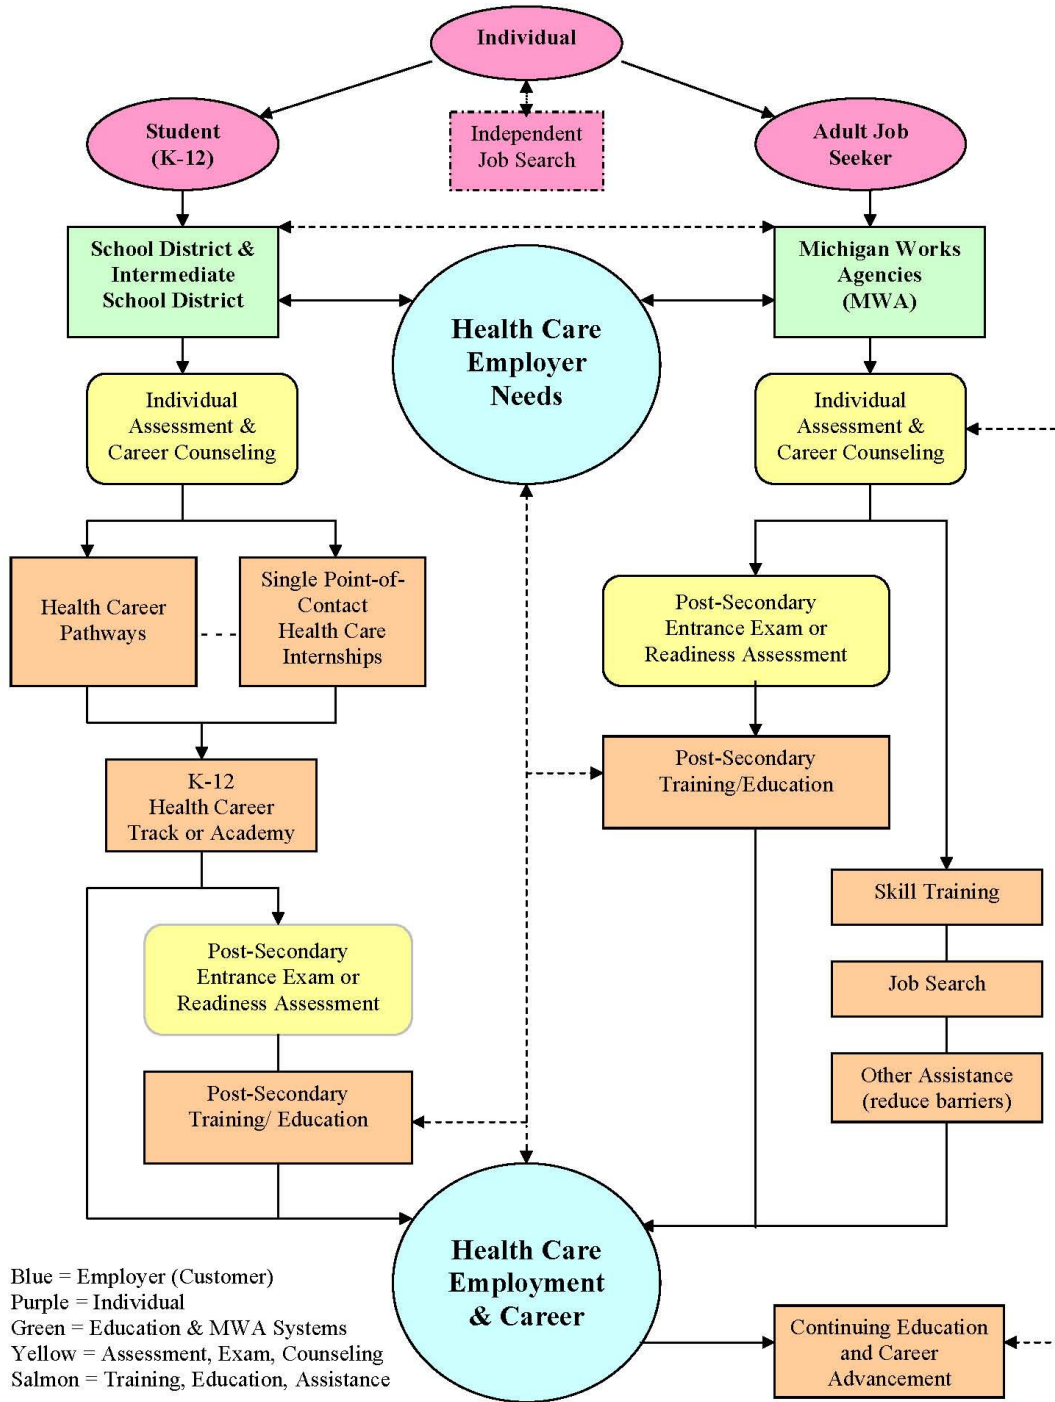 Individual
Student
(K-12)
Independent
Job Search
Adult Job
Seeker
School District &
Intermediate
School District
Michigan Works
Agencies
(MWA)
Health Care
Employer
Needs
Individual
Assessment &
Career Counseling
Individual
Assessment &
Career Counseling
Health Career
Pathways
Single Point-of-
Contact
Health Care
Internships
Post-Secondary
Entrance Exam or
Readiness Assessment
K-12
Health Career
Track or Academy
Post-Secondary
Training/Education
Skill Training
Post-Secondary
Entrance Exam or
Readiness Assessment
Job Search
Post-Secondary
Training/ Education
Other Assistance
(reduce barriers)
Health Care
Employment
& Career
Blue = Employer (Customer)
Purple = Individual
Green = Education & MWA Systems
Yellow = Assessment, Exam, Counseling
Salmon = Training, Education, Assistance
Continuing Education
and Career
Advancement